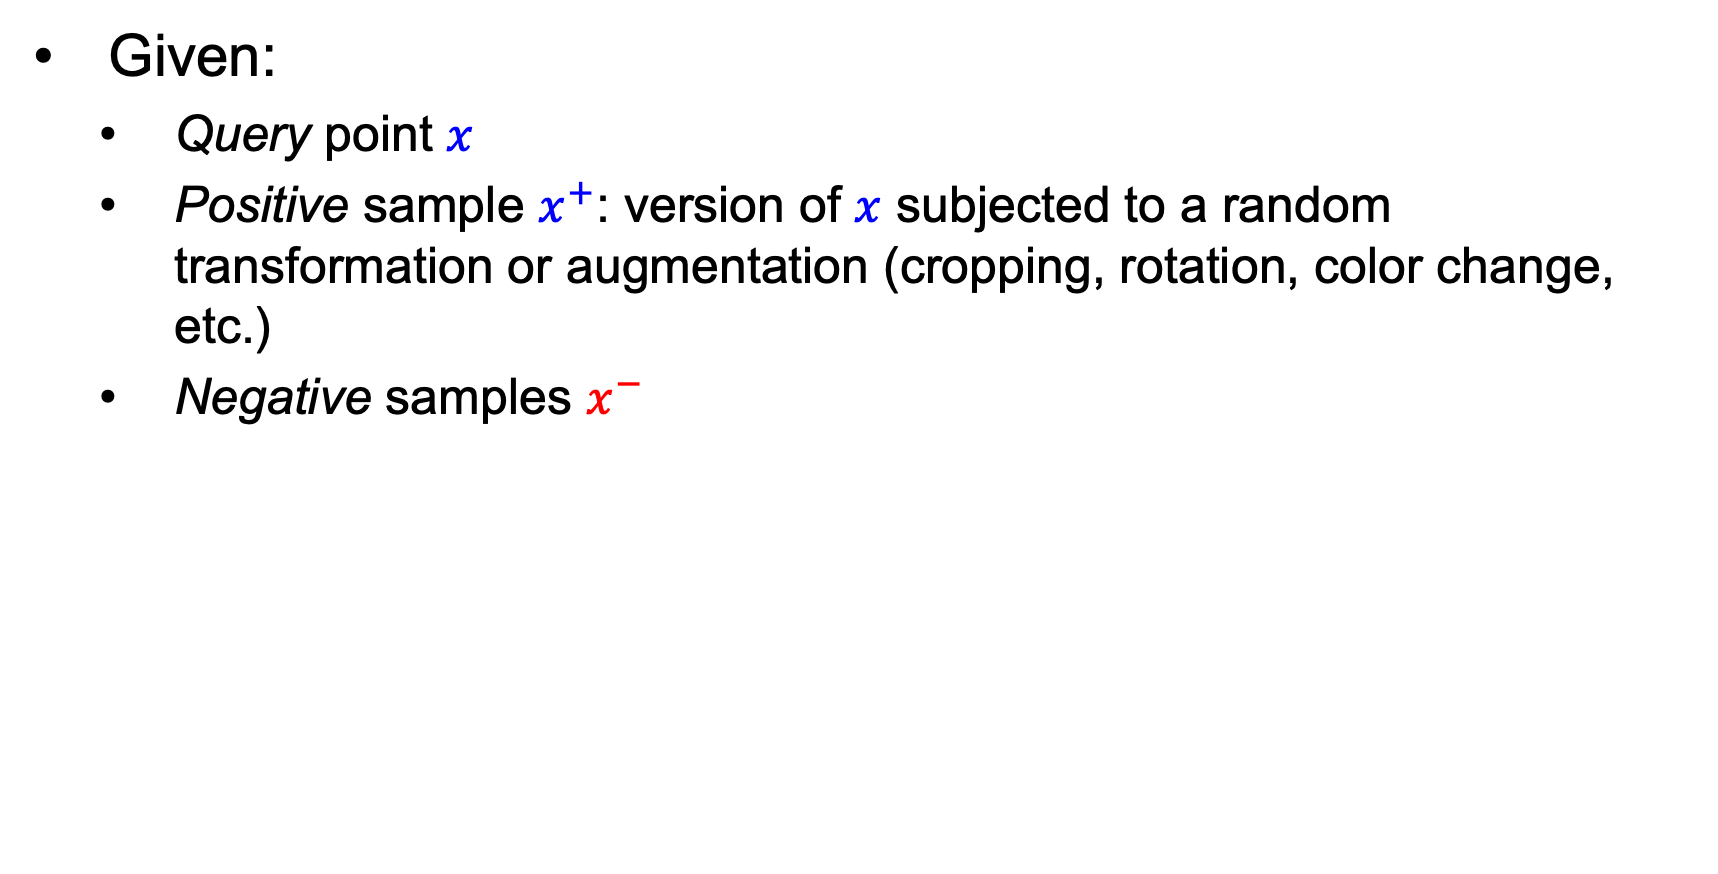 • Given:
• Query point x
• Positive sample x⁺: version of x subjected to a random
transformation or augmentation (cropping, rotation, color change,
etc.)
• Negative samples x⁻